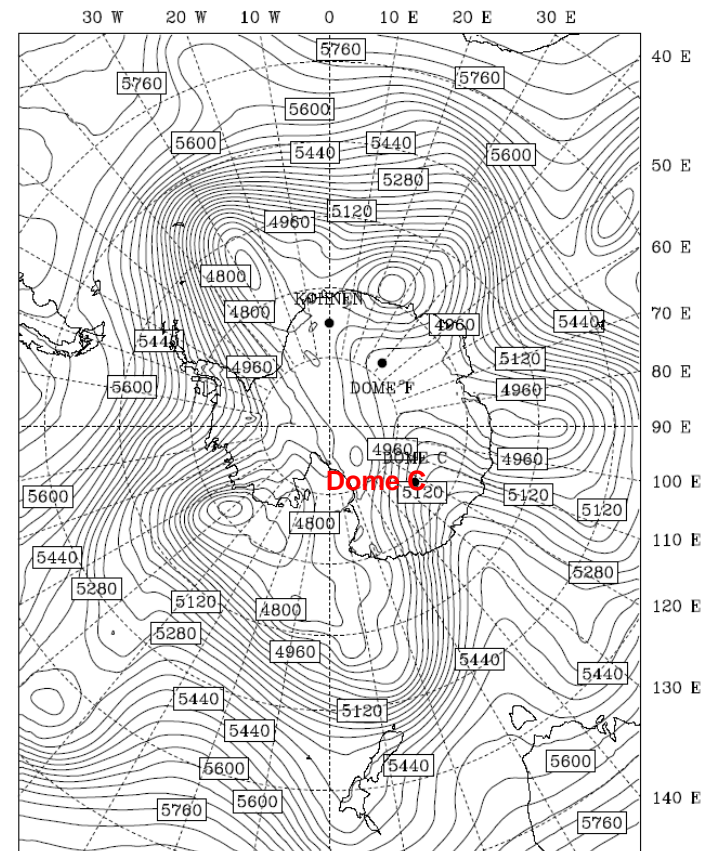 30 W 20 W 10 W 0 10 E 20 E 30 E
5760
40 E
5760 5760
5600
5600 5440 5440 5600
50 E
5280
4960 5120
60 E
4800
KOHNEN
4800 4960 5440
70 E
5440
5120
4960
80 E
5600 DOME F 4960
90 E
4960
DOME C 4960
Dome C
100 E
5120 5120
5600
5120
4800
110 E
5440
5280
5280
5120 4800
120 E
5280
4960 5440
5440
130 E
5440
5120
5440
5440
5600
5600
140 E
5760 5600
5760